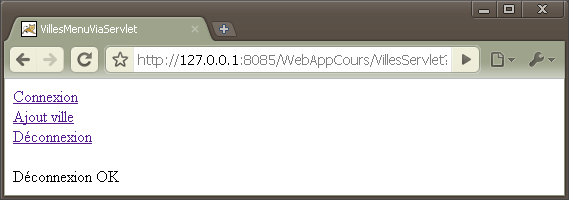 VillesMenuViaServlet
http://127.0.0.1:8085/WebAppCours/VillesServlet?
Connexion
Ajout ville
Déconnexion
Déconnexion OK